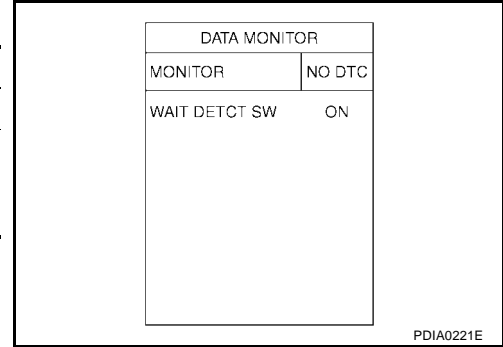 DATA MONITOR
MONITOR NO DTC
WAIT DETCT SW ON
PDIA0221E